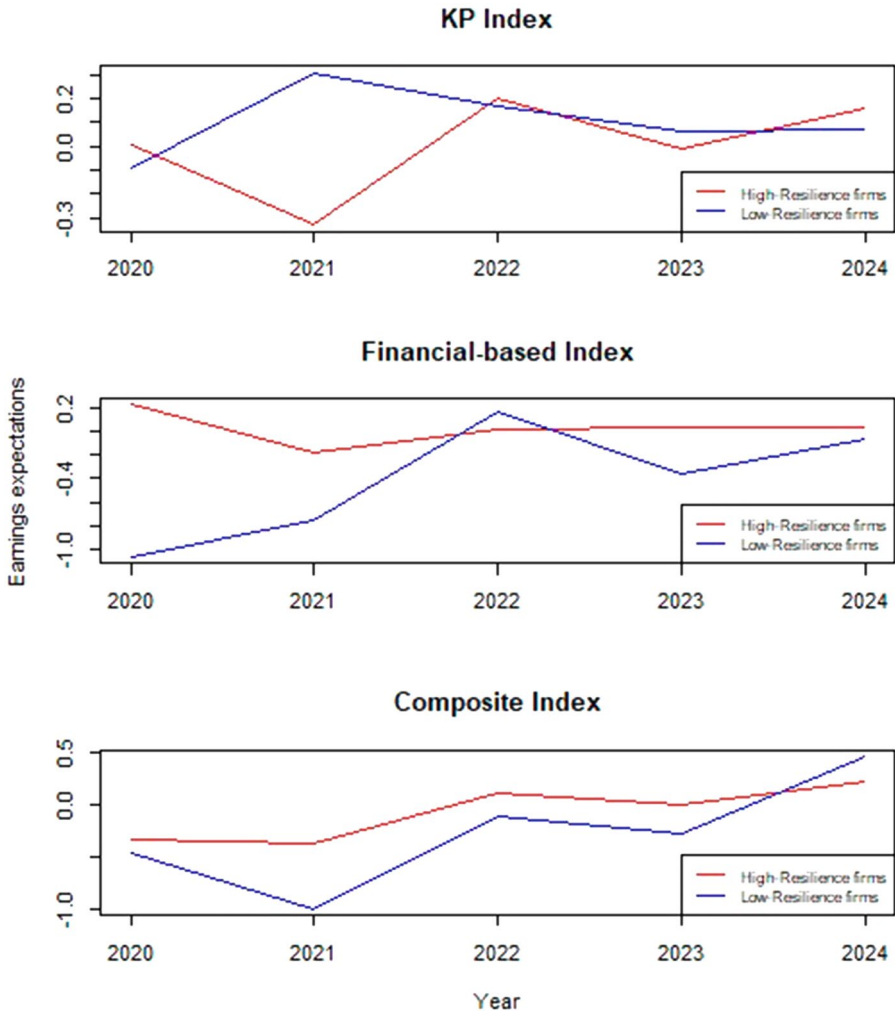 KP Index
0.2
0.0
-0.3
High-Resilience firms
Low-Resilience firms
2020 2021 2022 2023 2024
Financial-based Index
Earnings expectations
0.2
-0.4
-1.0
High-Resilience firms
Low-Resilience firms
2020 2021 2022 2023 2024
Composite Index
0.5
0.0
-1.0
High-Resilience firms
Low-Resilience firms
2020 2021 2022 2023 2024
Year